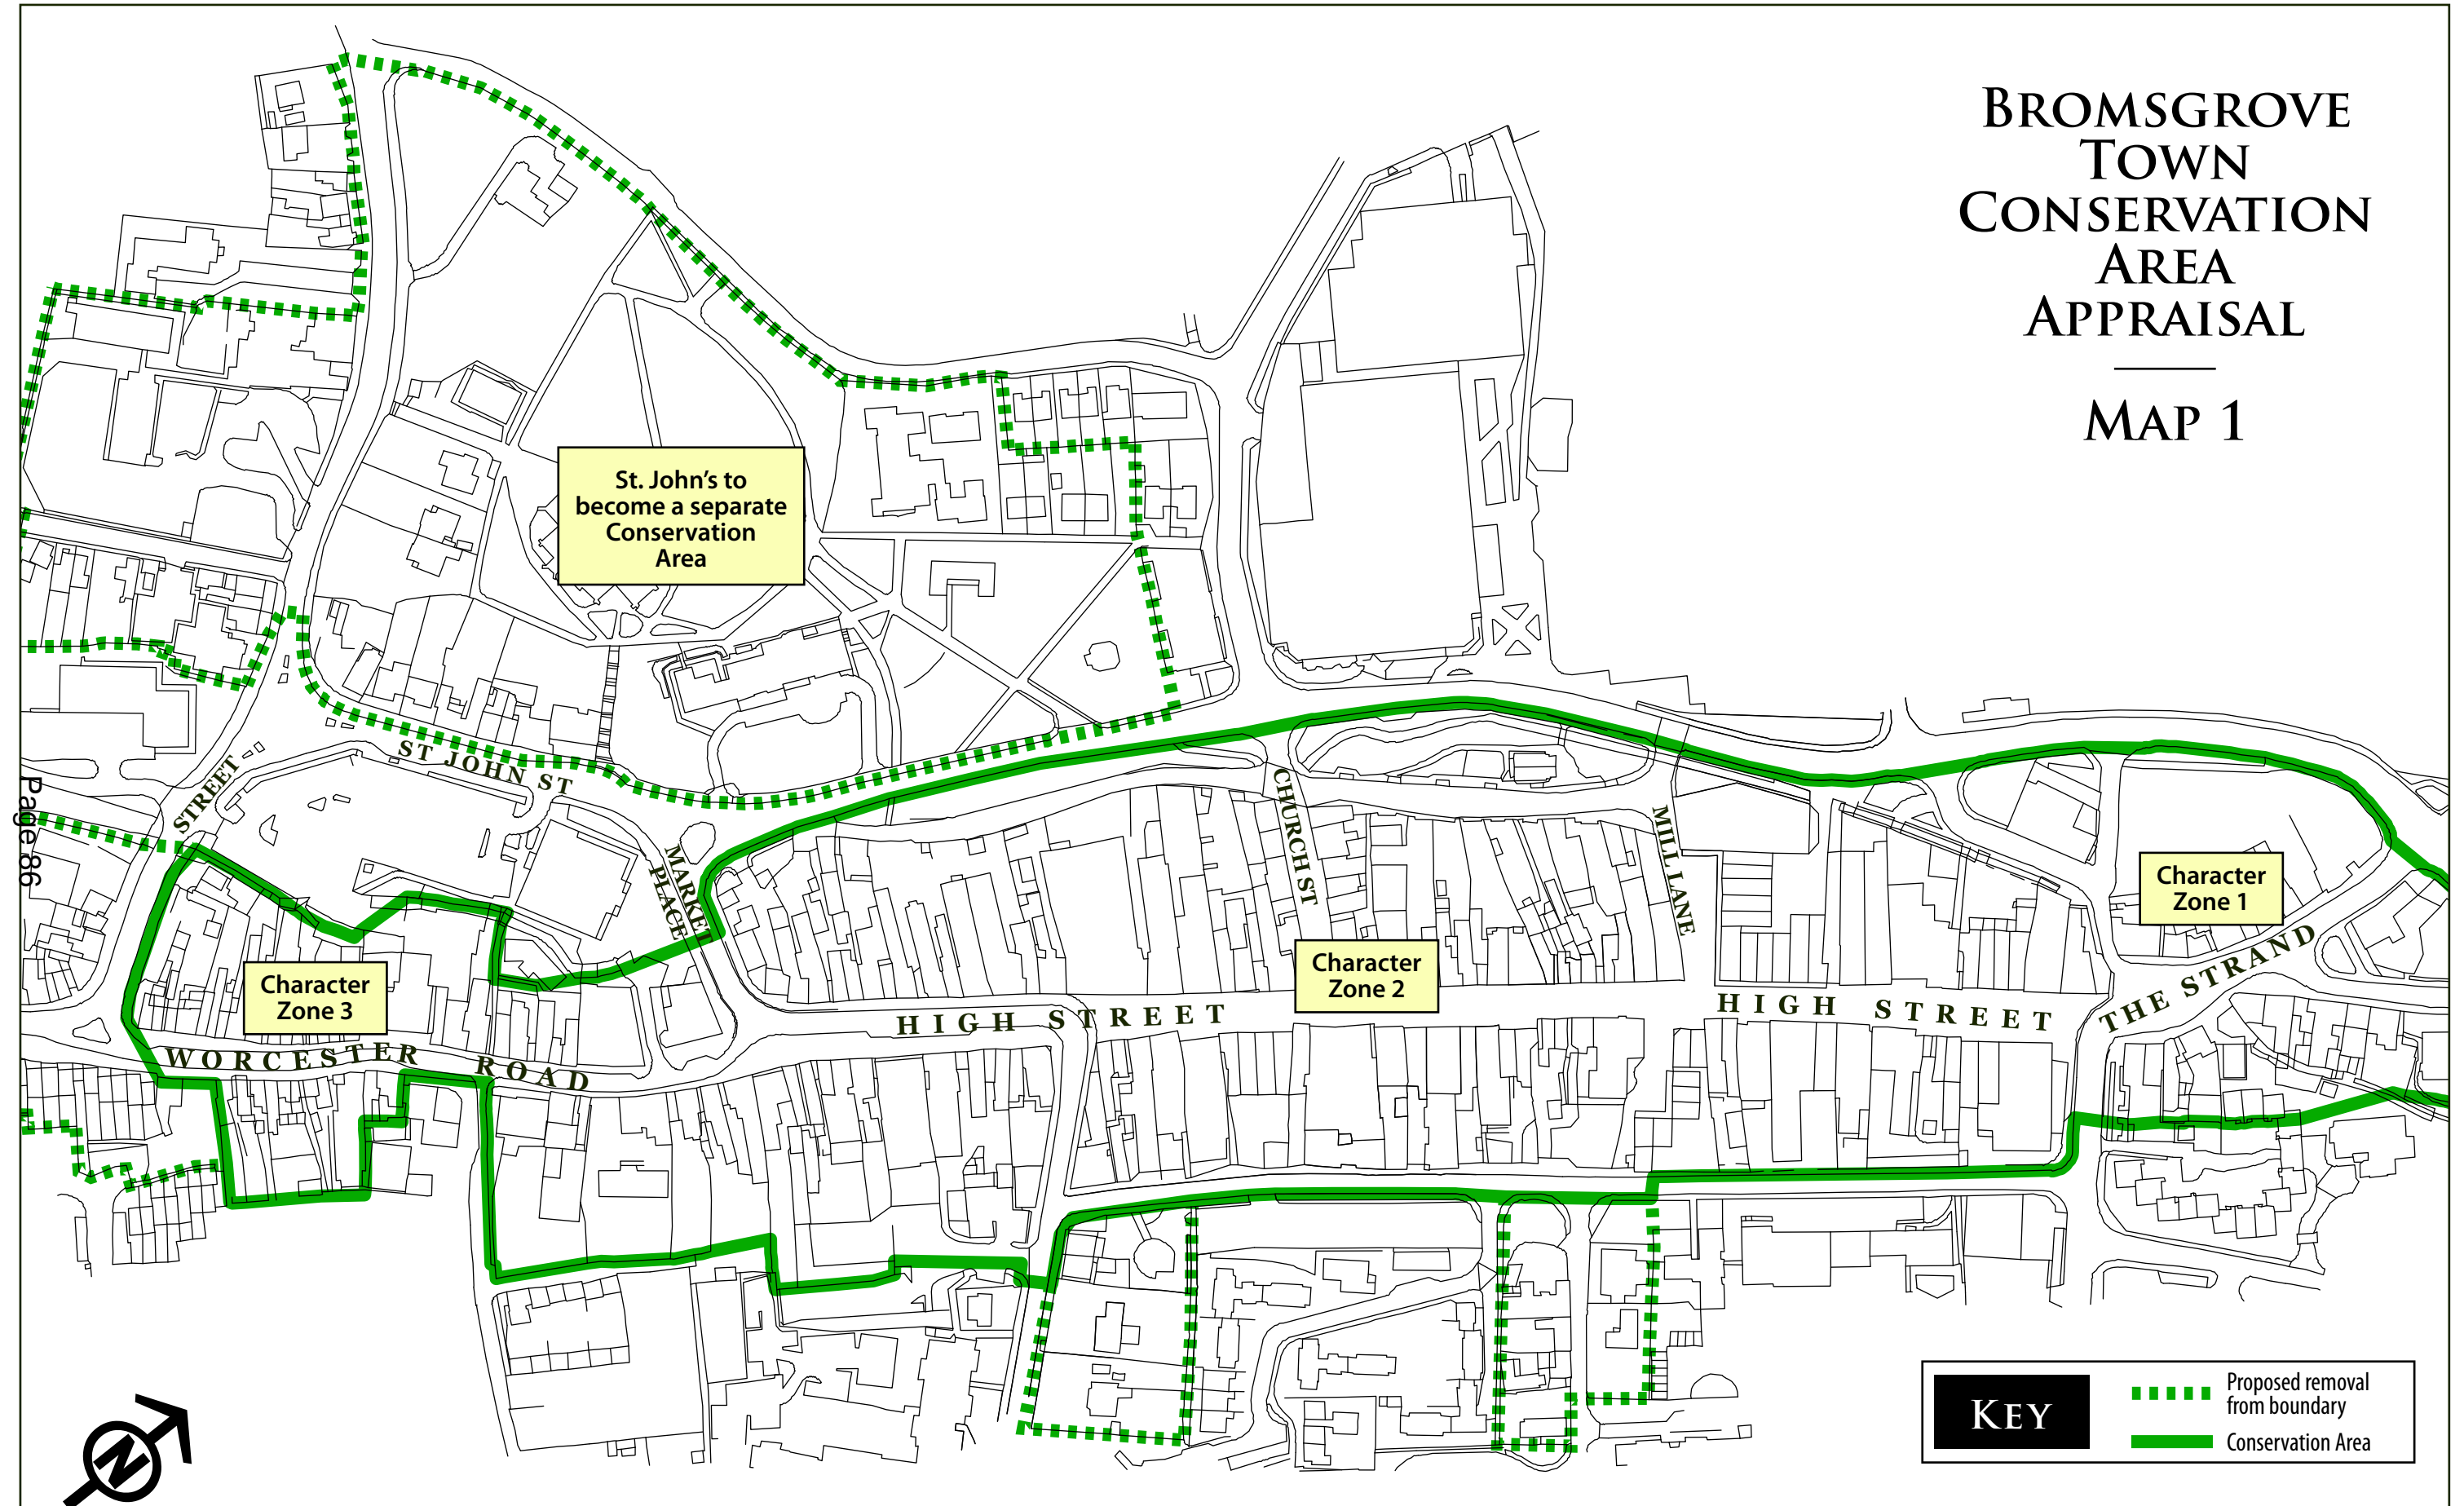 BROMSGROVE
TOWN
CONSERVATION
AREA
APPRAISAL
MAP 1
St. John’s to
become a separate
Conservation
Area
STREET
ST JOHN ST
MARKET
PLACE
CHURCH ST
MILL LANE
Page 86
Character
Zone 1
Character
Zone 2
Character
Zone 3
HIGH STREET
HIGH STREET
THE STRAND
WORCESTER ROAD
N
KEY
Proposed removal
from boundary
Conservation Area